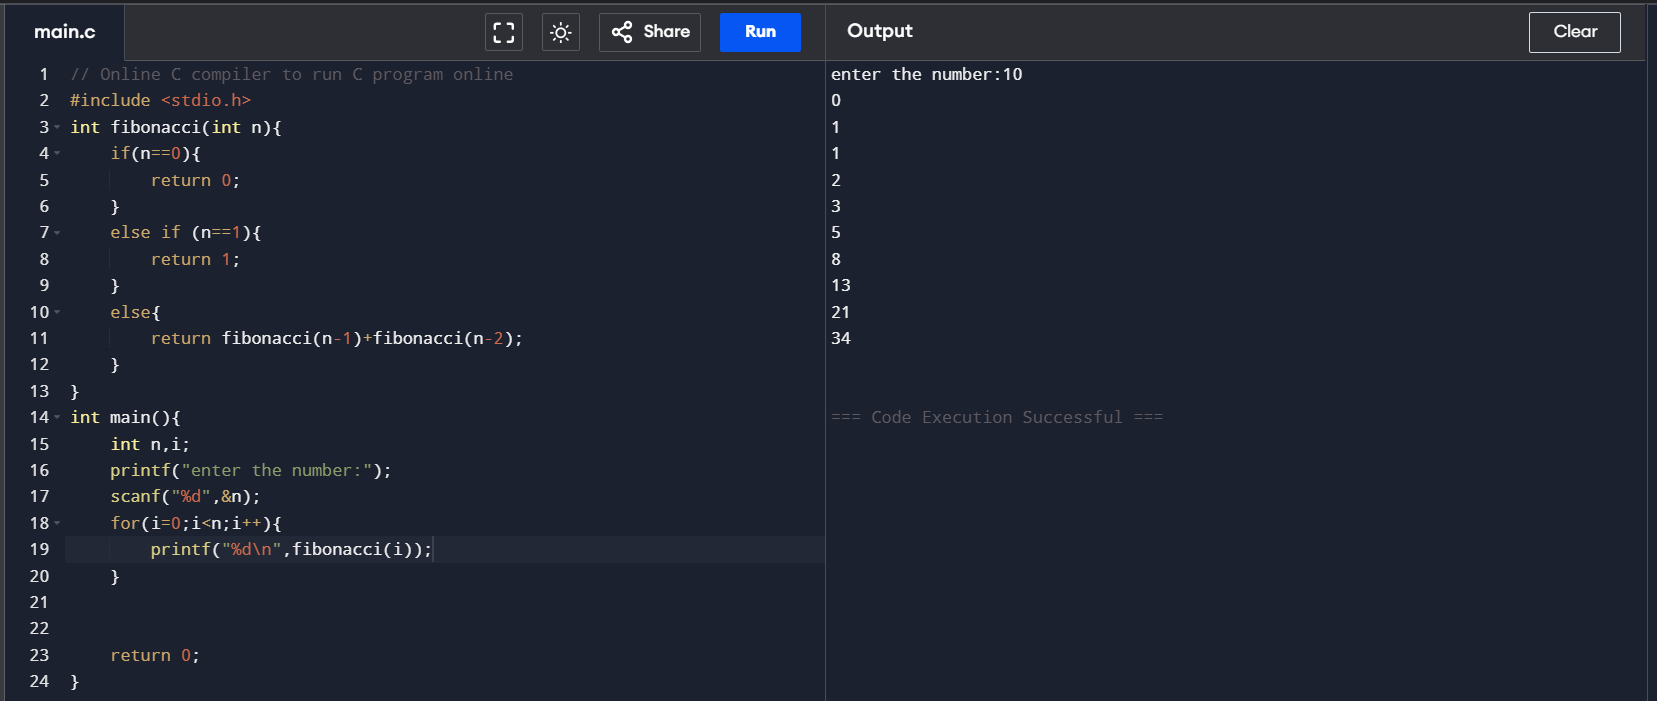 main.c
Share
Run
Output
Clear
1 // Online C compiler to run C program online
2 #include <stdio.h>
3 int fibonacci(int n){
4     if(n==0){
5         return 0;
6     }
7     else if (n==1){
8         return 1;
9     }
10     else{
11         return fibonacci(n-1)+fibonacci(n-2);
12     }
13 }
14 int main(){
15     int n,i;
16     printf("enter the number:");
17     scanf("%d",&n);
18     for(i=0;i<n;i++){
19         printf("%d\n",fibonacci(i));
20     }
21
22
23     return 0;
24 }
enter the number:10
0
1
1
2
3
5
8
13
21
34
=== Code Execution Successful ===